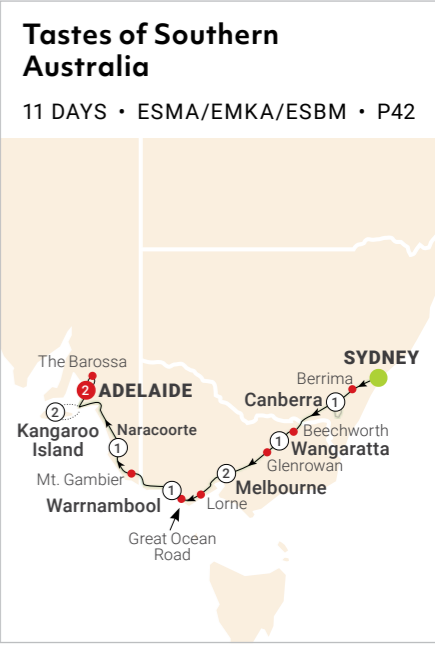 Tastes of Southern
Australia
11 DAYS • ESMA/EMKA/ESBM • P42
SYDNEY
Berrima
1
Canberra
Beechworth
1
Wangaratta
Glenrowan
2
Melbourne
Lorne
Great Ocean
Road
1
Warrnambool
Mt. Gambier
1
Naracoorte
2
Kangaroo
Island
2
ADELAIDE
The Barossa